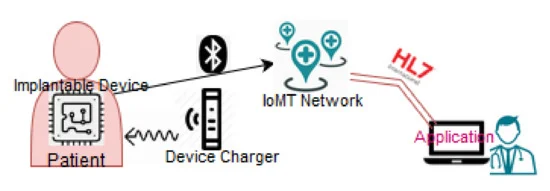 Implantable Device
Patient
Device Charger
IoMT Network
HL7
International
Application